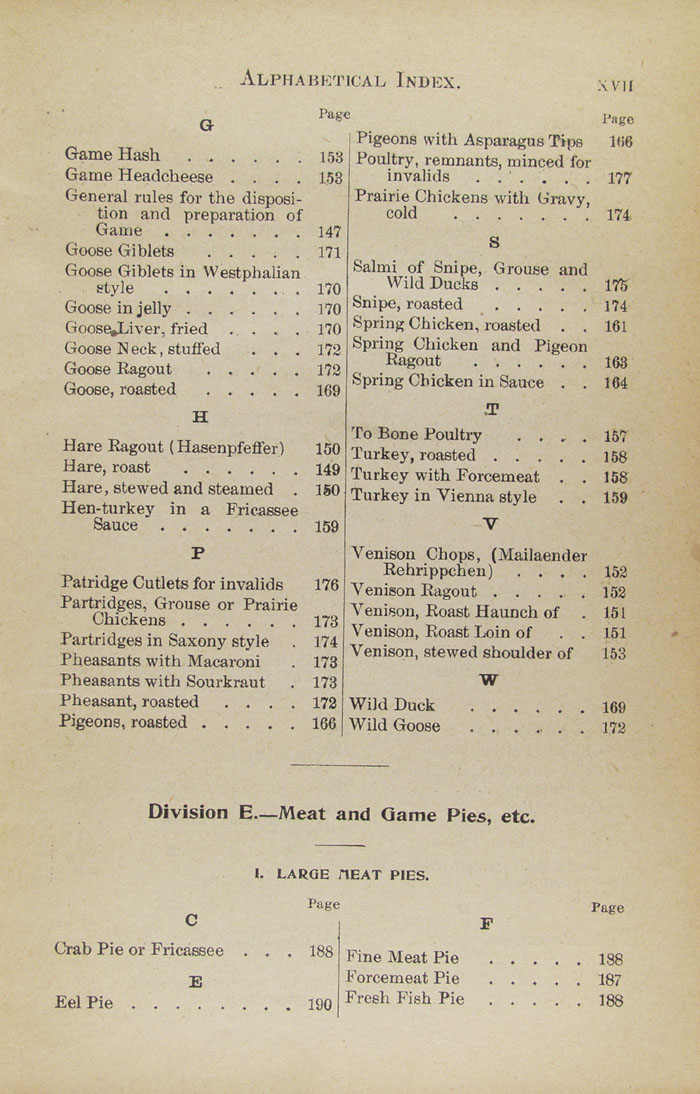 ALPHABETICAL INDEX.
XVII
Page
G
Game Hash . . . . . . 153
Game Headcheese . . . . 153
General rules for the disposi-
tion and preparation of
Game . . . . . . . 147
Goose Giblets . . . . . 171
Goose Giblets in Westphalian
style . . . . . . . 170
Goose in jelly . . . . . . 170
Goose Liver, fried . . . . 170
Goose Neck, stuffed . . . 172
Goose Ragout . . . . . 172
Goose, roasted . . . . . 169
H
Hare Ragout (Hasenpfeffer) 150
Hare, roast . . . . . . 149
Hare, stewed and steamed . 150
Hen-turkey in a Fricassee
Sauce . . . . . . . 159
P
Patridge Cutlets for invalids 176
Partridges, Grouse or Prairie
Chickens . . . . . . 173
Partridges in Saxony style . 174
Pheasants with Macaroni . 173
Pheasants with Sourkraut . 173
Pheasant, roasted . . . . 172
Pigeons, roasted . . . . . 166
Page
Pigeons with Asparagus Tips 166
Poultry, remnants, minced for
invalids . . . . . . 177
Prairie Chickens with Gravy,
cold . . . . . . . 174
S
Salmi of Snipe, Grouse and
Wild Ducks . . . . . 175
Snipe, roasted . . . . . 174
Spring Chicken, roasted . . 161
Spring Chicken and Pigeon
Ragout . . . . . . 163
Spring Chicken in Sauce . . 164
T
To Bone Poultry . . . . 157
Turkey, roasted . . . . . 158
Turkey with Forcemeat . . 158
Turkey in Vienna style . . 159
V
Venison Chops, (Mailaender
Rehrippchen) . . . . 152
Venison Ragout . . . . . 152
Venison, Roast Haunch of . 151
Venison, Roast Loin of . . 151
Venison, stewed shoulder of 153
W
Wild Duck . . . . . . 169
Wild Goose . . . . . . 172
Division E.—Meat and Game Pies, etc.
I. LARGE MEAT PIES.
Page
C
Crab Pie or Fricassee . . . 188
E
Eel Pie . . . . . . . . 190
Page
F
Fine Meat Pie . . . . . 188
Forcemeat Pie . . . . . 187
Fresh Fish Pie . . . . . 188